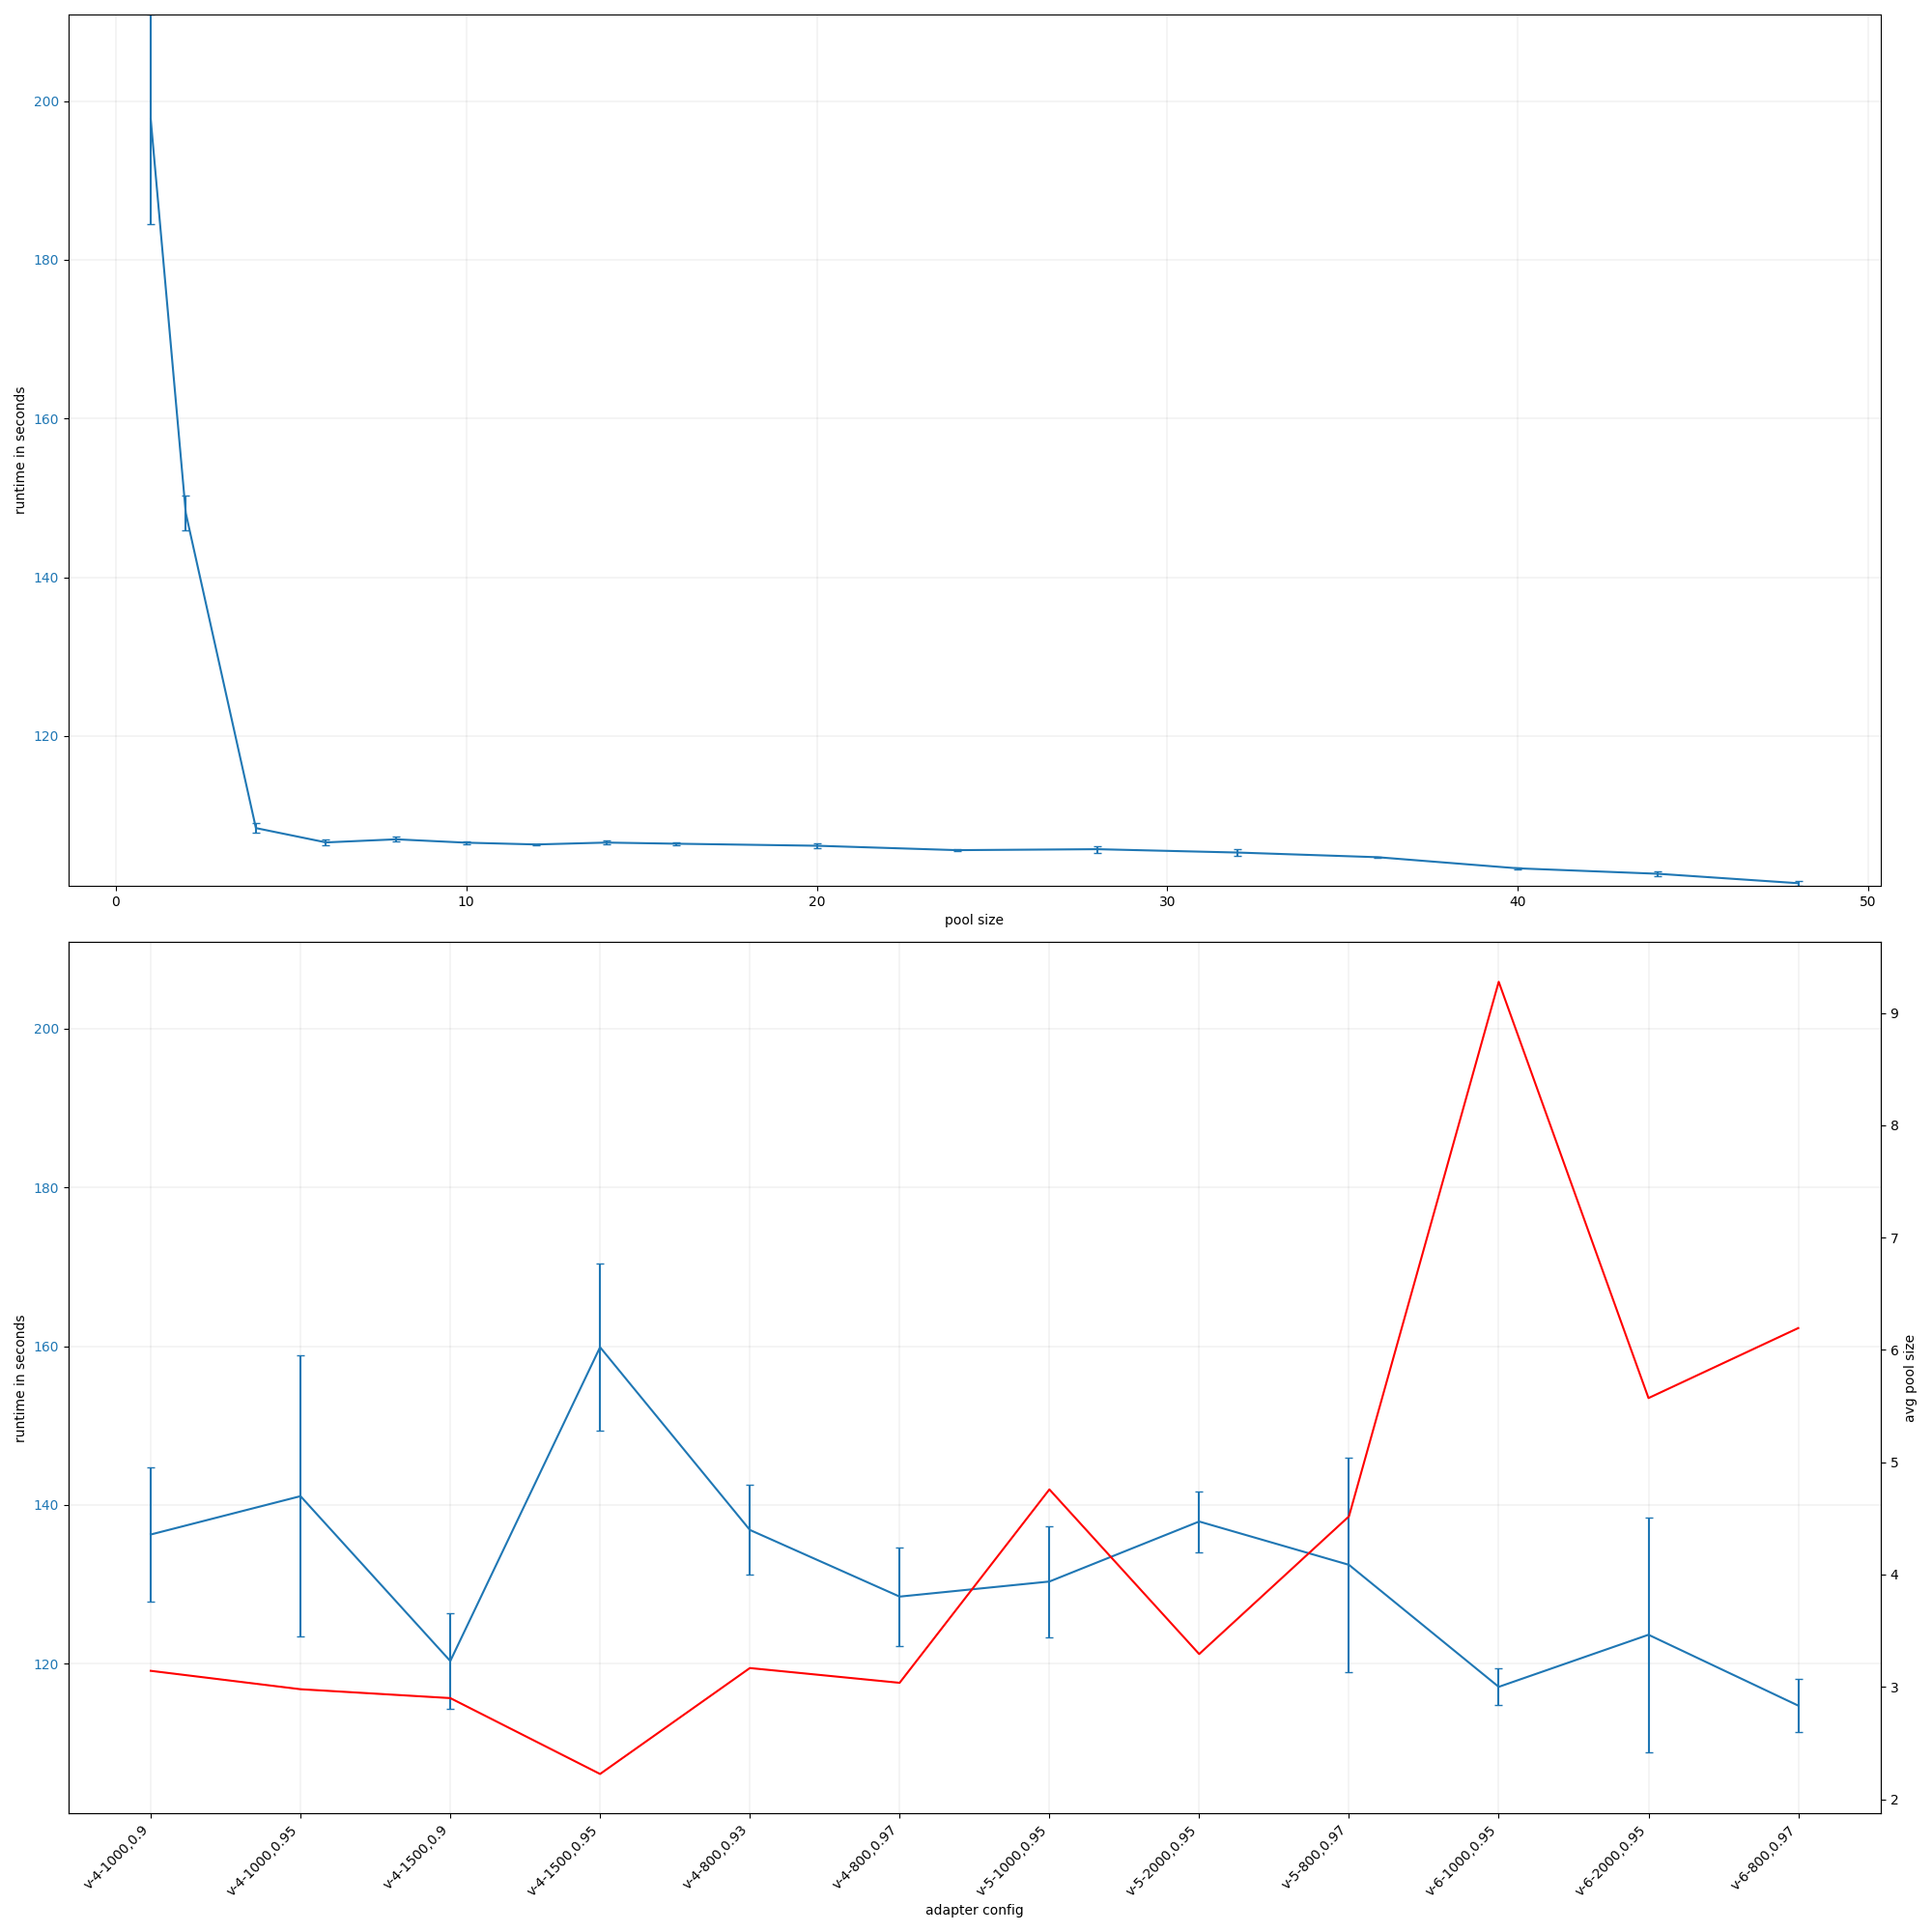 200
180
160
140
120
runtime in seconds
0 10 20 30 40 50
pool size
200
180
160
140
120
runtime in seconds
9
8
7
6
5
4
3
2
avg pool size
v-4-1000,0.9
v-4-1000,0.95
v-4-1500,0.9
v-4-1500,0.95
v-4-800,0.93
v-4-800,0.97
v-5-1000,0.95
v-5-2000,0.95
v-5-800,0.97
v-6-1000,0.95
v-6-2000,0.95
v-6-800,0.97
adapter config